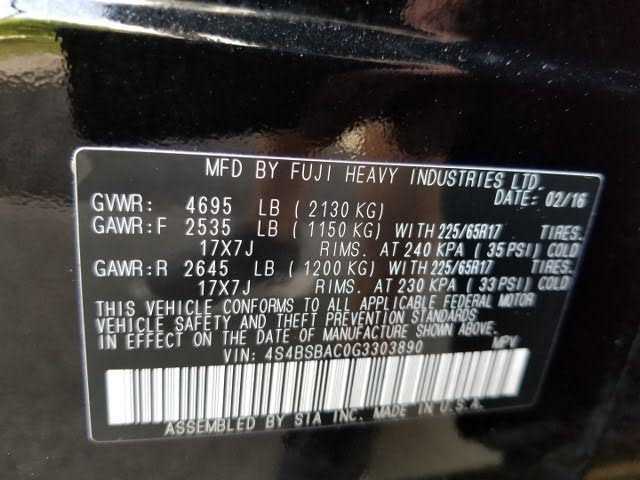 MFD BY FUJI HEAVY INDUSTRIES LTD.
DATE: 02/16
GVWR: 4695 LB (2130 KG)
GAWR:F 2535 LB (1150 KG) WITH 225/65R17 TIRES.
17X7J RIMS. AT 240 KPA (35 PSI) COLD
GAWR:R 2645 LB (1200 KG) WITH 225/65R17 TIRES.
17X7J RIMS. AT 230 KPA (33 PSI) COLD
THIS VEHICLE CONFORMS TO ALL APPLICABLE FEDERAL MOTOR
VEHICLE SAFETY AND THEFT PREVENTION STANDARDS
IN EFFECT ON THE DATE OF MANUFACTURE SHOWN ABOVE.
VIN: 4S4BSBAC0G3303890 MPV
ASSEMBLED BY SIA INC. MADE IN U.S.A.